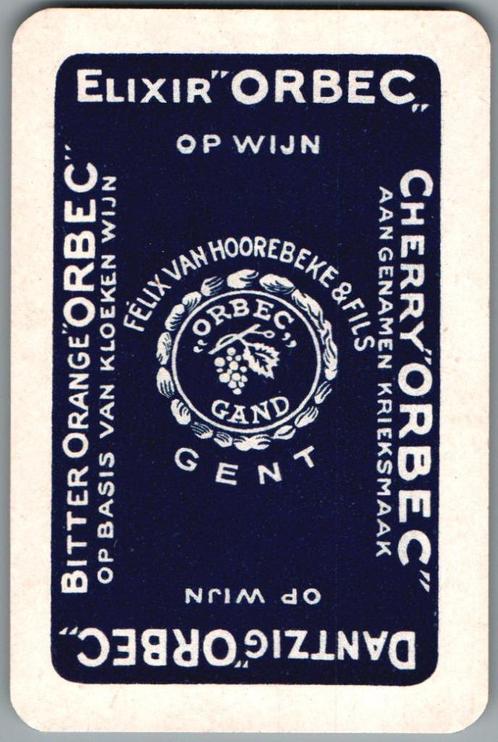 ELIXIR "ORBEC"
OP WIJN
BITTER ORANGE "ORBEC"
OP BASIS VAN KLOEKEN WIJN
FÉLIX VAN HOOREBEKE & FILS
"ORBEC"
GAND
GENT
CHERRY "ORBEC"
AANGENAMEN KRIEKSMAAK
DANTZIG "ORBEC"
OP WIJN